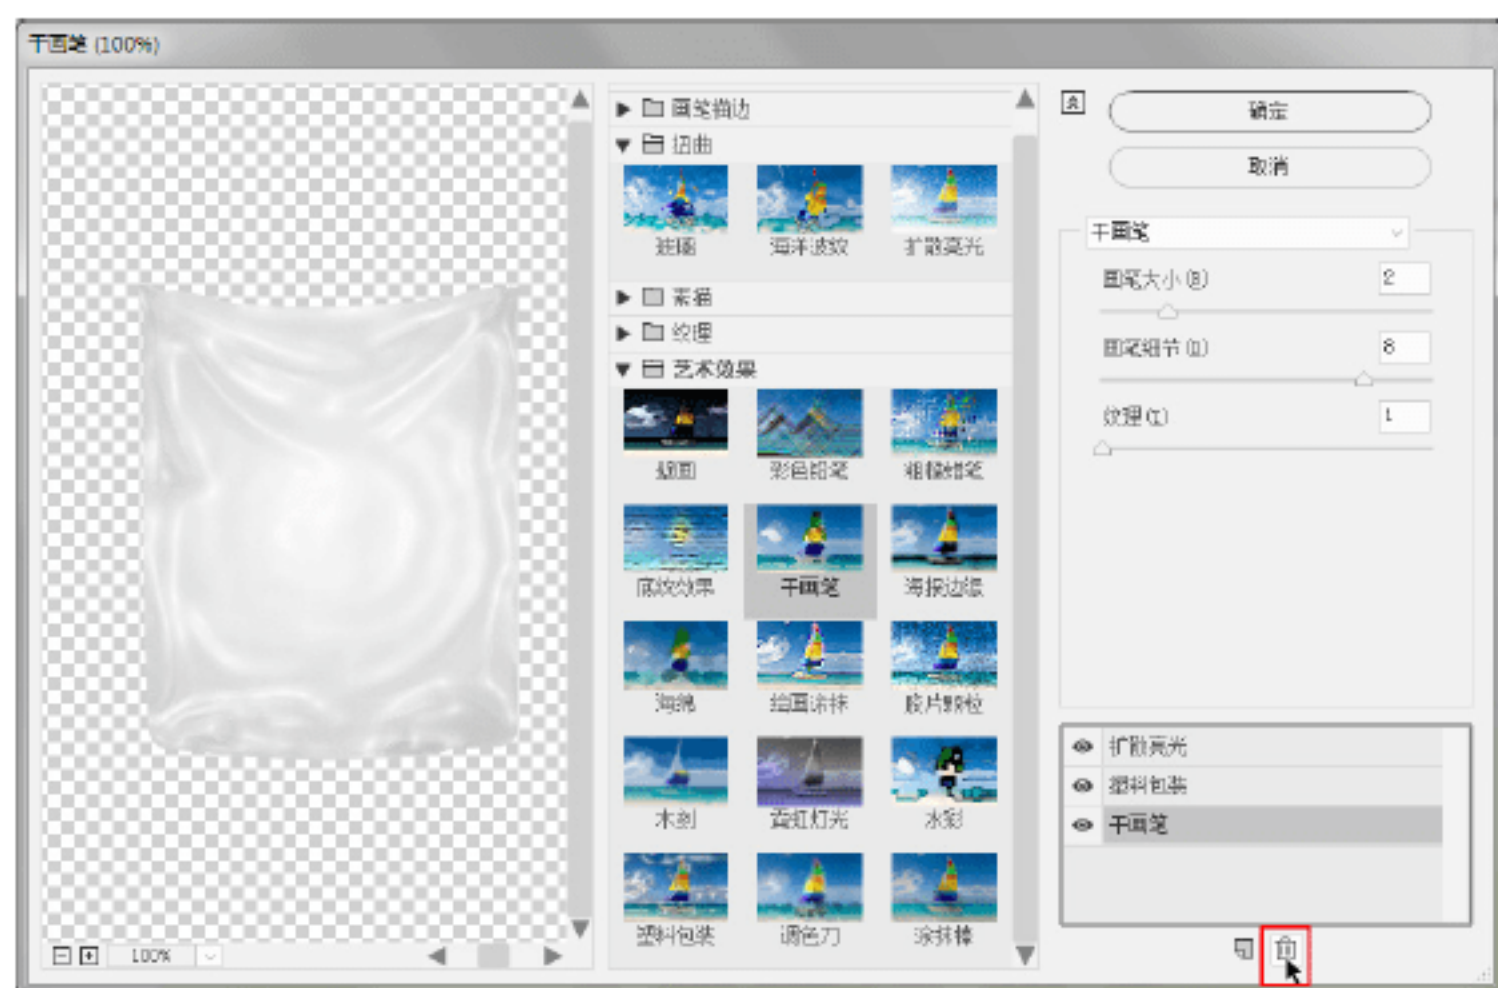 干画笔 (100%)
画笔描边
扭曲
玻璃
海洋波纹
扩散亮光
素描
纹理
艺术效果
壁画
彩色铅笔
粗糙蜡笔
底纹效果
干画笔
海报边缘
海绵
绘画涂抹
胶片颗粒
木刻
霓虹灯光
水彩
塑料包装
调色刀
涂抹棒
100%
确定
取消
干画笔
画笔大小(B)
2
画笔细节(D)
8
纹理(T)
1
扩散亮光
塑料包装
干画笔